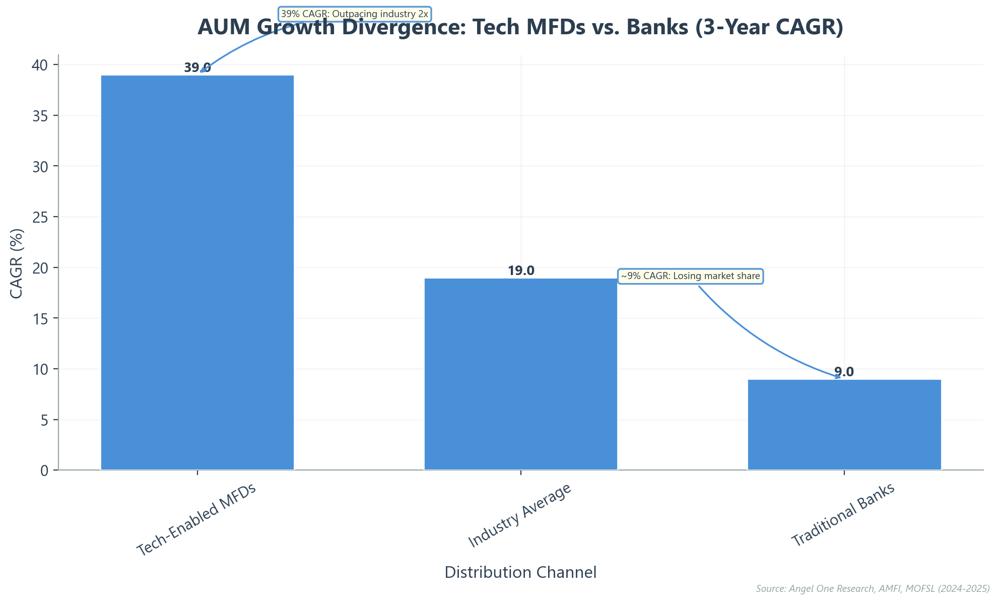 39% CAGR: Outpacing industry 2x
AUM Growth Divergence: Tech MFDs vs. Banks (3-Year CAGR)
CAGR (%)
40
35
30
25
20
15
10
5
0
39.0
19.0
~9% CAGR: Losing market share
9.0
Tech-Enabled MFDs
Industry Average
Traditional Banks
Distribution Channel
Source: Angel One Research, AMFI, MOFSL (2024-2025)